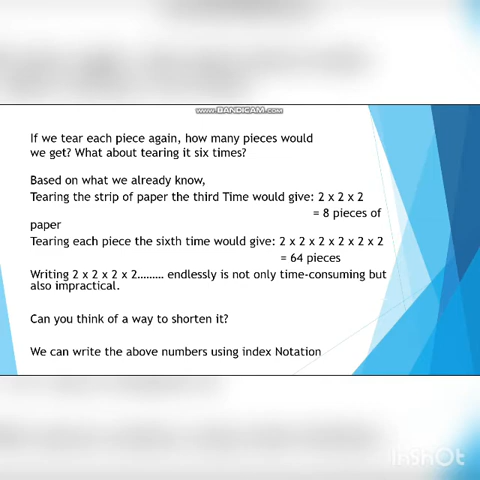 www.BANDICAM.com
If we tear each piece again, how many pieces would
we get? What about tearing it six times?
Based on what we already know,
Tearing the strip of paper the third Time would give: 2 x 2 x 2
= 8 pieces of
paper
Tearing each piece the sixth time would give: 2 x 2 x 2 x 2 x 2 x 2
= 64 pieces
Writing 2 x 2 x 2 x 2......... endlessly is not only time-consuming but
also impractical.
Can you think of a way to shorten it?
We can write the above numbers using index Notation
InShOt